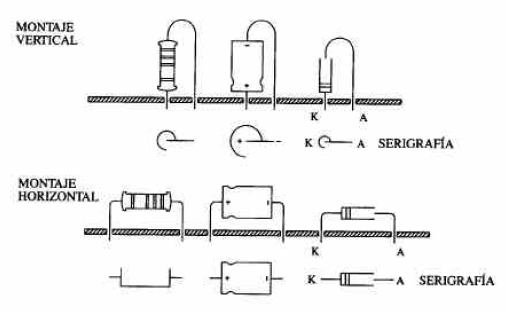 MONTAJE
VERTICAL
K A
K A SERIGRAFÍA
MONTAJE
HORIZONTAL
K A
K A SERIGRAFÍA